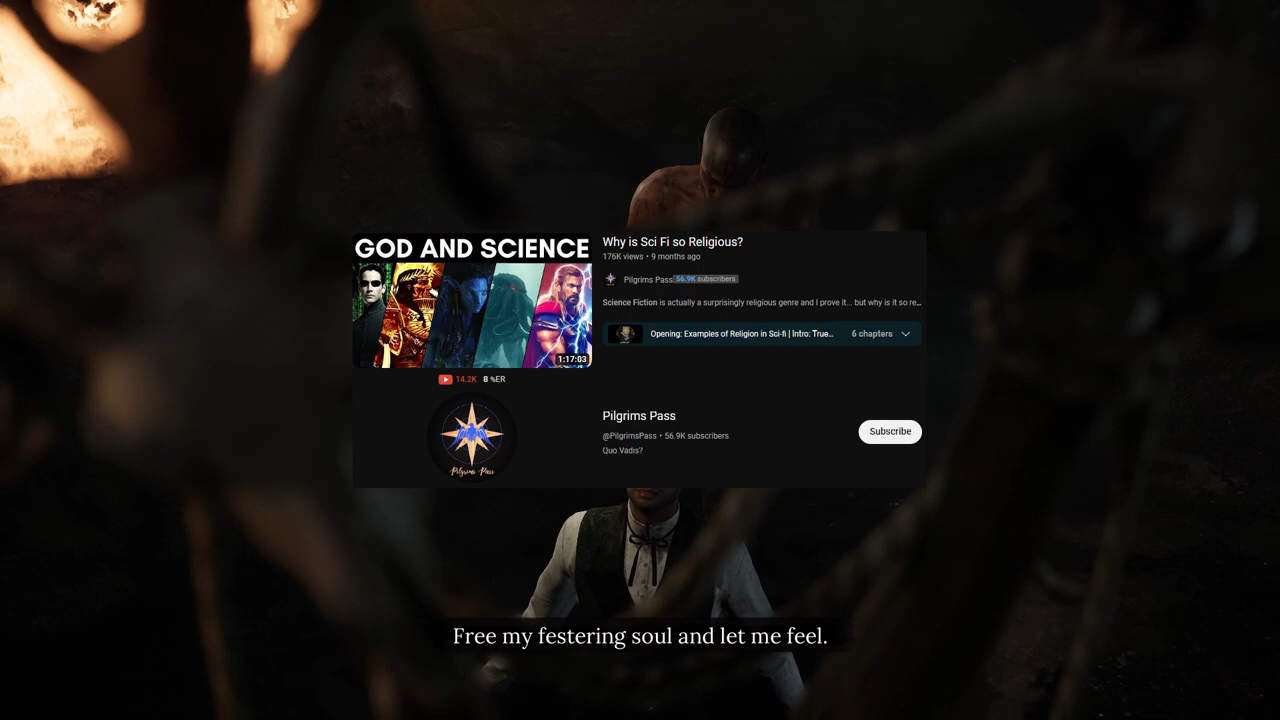 GOD AND SCIENCE
1:17:03
Why is Sci Fi so Religious?
176K views • 9 months ago
Pilgrims Pass 56.9K subscribers
Science Fiction is actually a surprisingly religious genre and I prove it... but why is it so re...
Opening: Examples of Religion in Sci-fi | Intro: True... 6 chapters
14.2K 8 %ER
Pilgrims Pass
Pilgrims Pass
@PilgrimsPass • 56.9K subscribers
Quo Vadis?
Subscribe
Free my festering soul and let me feel.